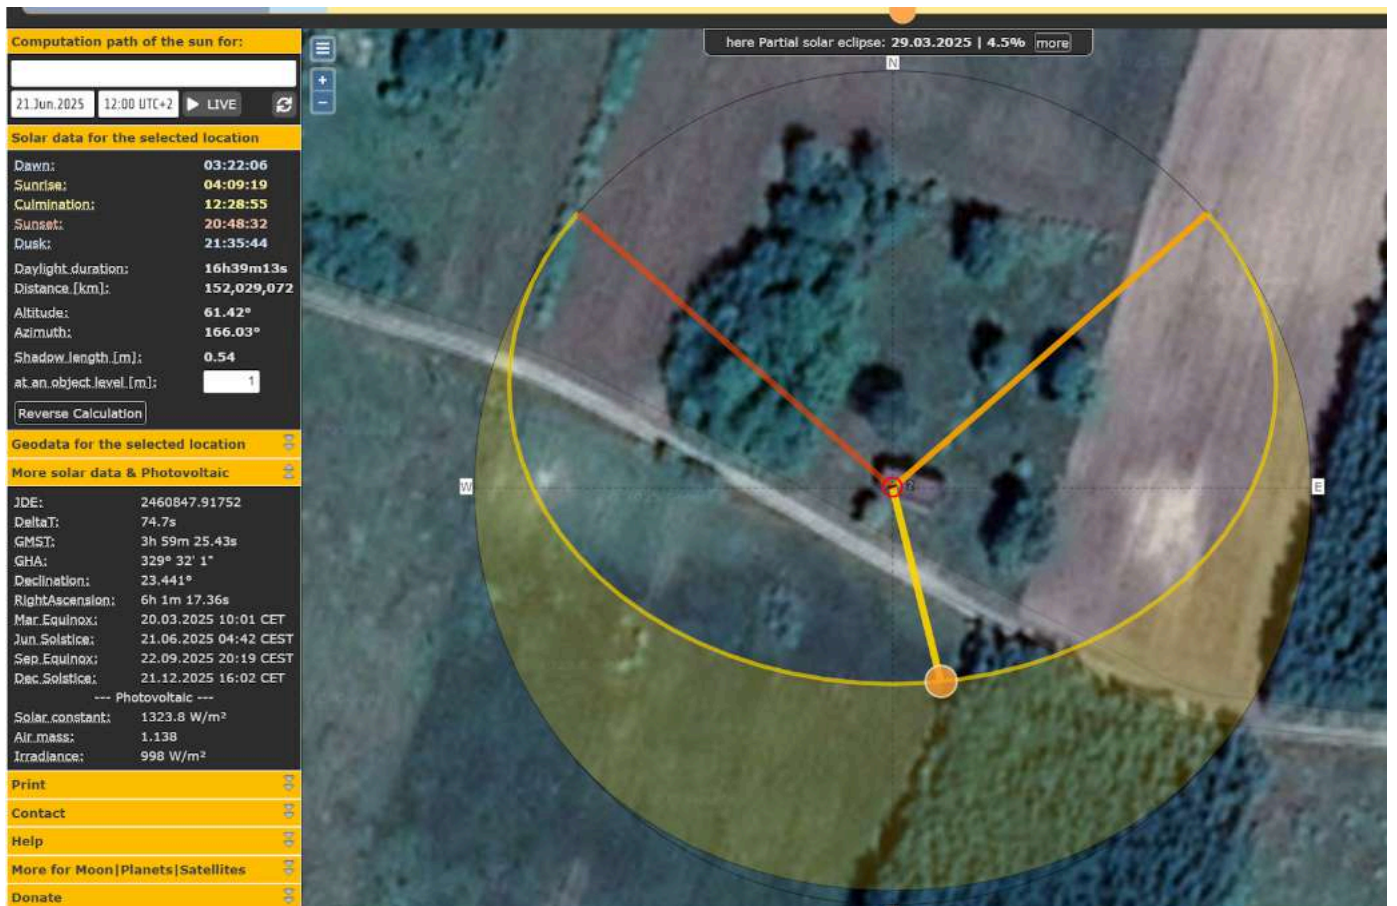 Computation path of the sun for:
21.Jun.2025 12:00 UTC+2 LIVE
Solar data for the selected location
Dawn: 03:22:06
Sunrise: 04:09:19
Culmination: 12:28:55
Sunset: 20:48:32
Dusk: 21:35:44
Daylight duration: 16h39m13s
Distance [km]: 152,029,072
Altitude: 61.42°
Azimuth: 166.03°
Shadow length [m]: 0.54
at an object level [m]: 1
Reverse Calculation
Geodata for the selected location
More solar data & Photovoltaic
JDE: 2460847.91752
DeltaT: 74.7s
GMST: 3h 59m 25.43s
GHA: 329° 32' 1"
Declination: 23.441°
RightAscension: 6h 1m 17.36s
Mar Equinox: 20.03.2025 10:01 CET
Jun Solstice: 21.06.2025 04:42 CEST
Sep Equinox: 22.09.2025 20:19 CEST
Dec Solstice: 21.12.2025 16:02 CET
--- Photovoltaic ---
Solar constant: 1323.8 W/m²
Air mass: 1.138
Irradiance: 998 W/m²
Print
Contact
Help
More for Moon|Planets|Satellites
Donate
+
−
here Partial solar eclipse: 29.03.2025 | 4.5% more
N
W
E